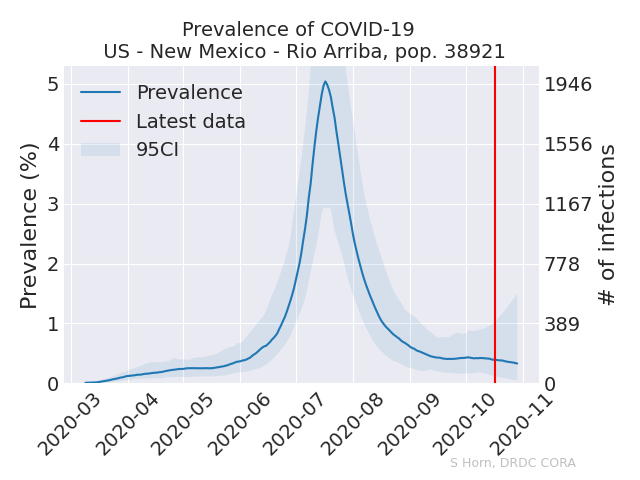 Prevalence of COVID-19
US - New Mexico - Rio Arriba, pop. 38921
Prevalence
Latest data
95CI
Prevalence (%)
5
4
3
2
1
0
1946
1556
1167
778
389
0
# of infections
2020-03
2020-04
2020-05
2020-06
2020-07
2020-08
2020-09
2020-10
2020-11
S Horn, DRDC CORA